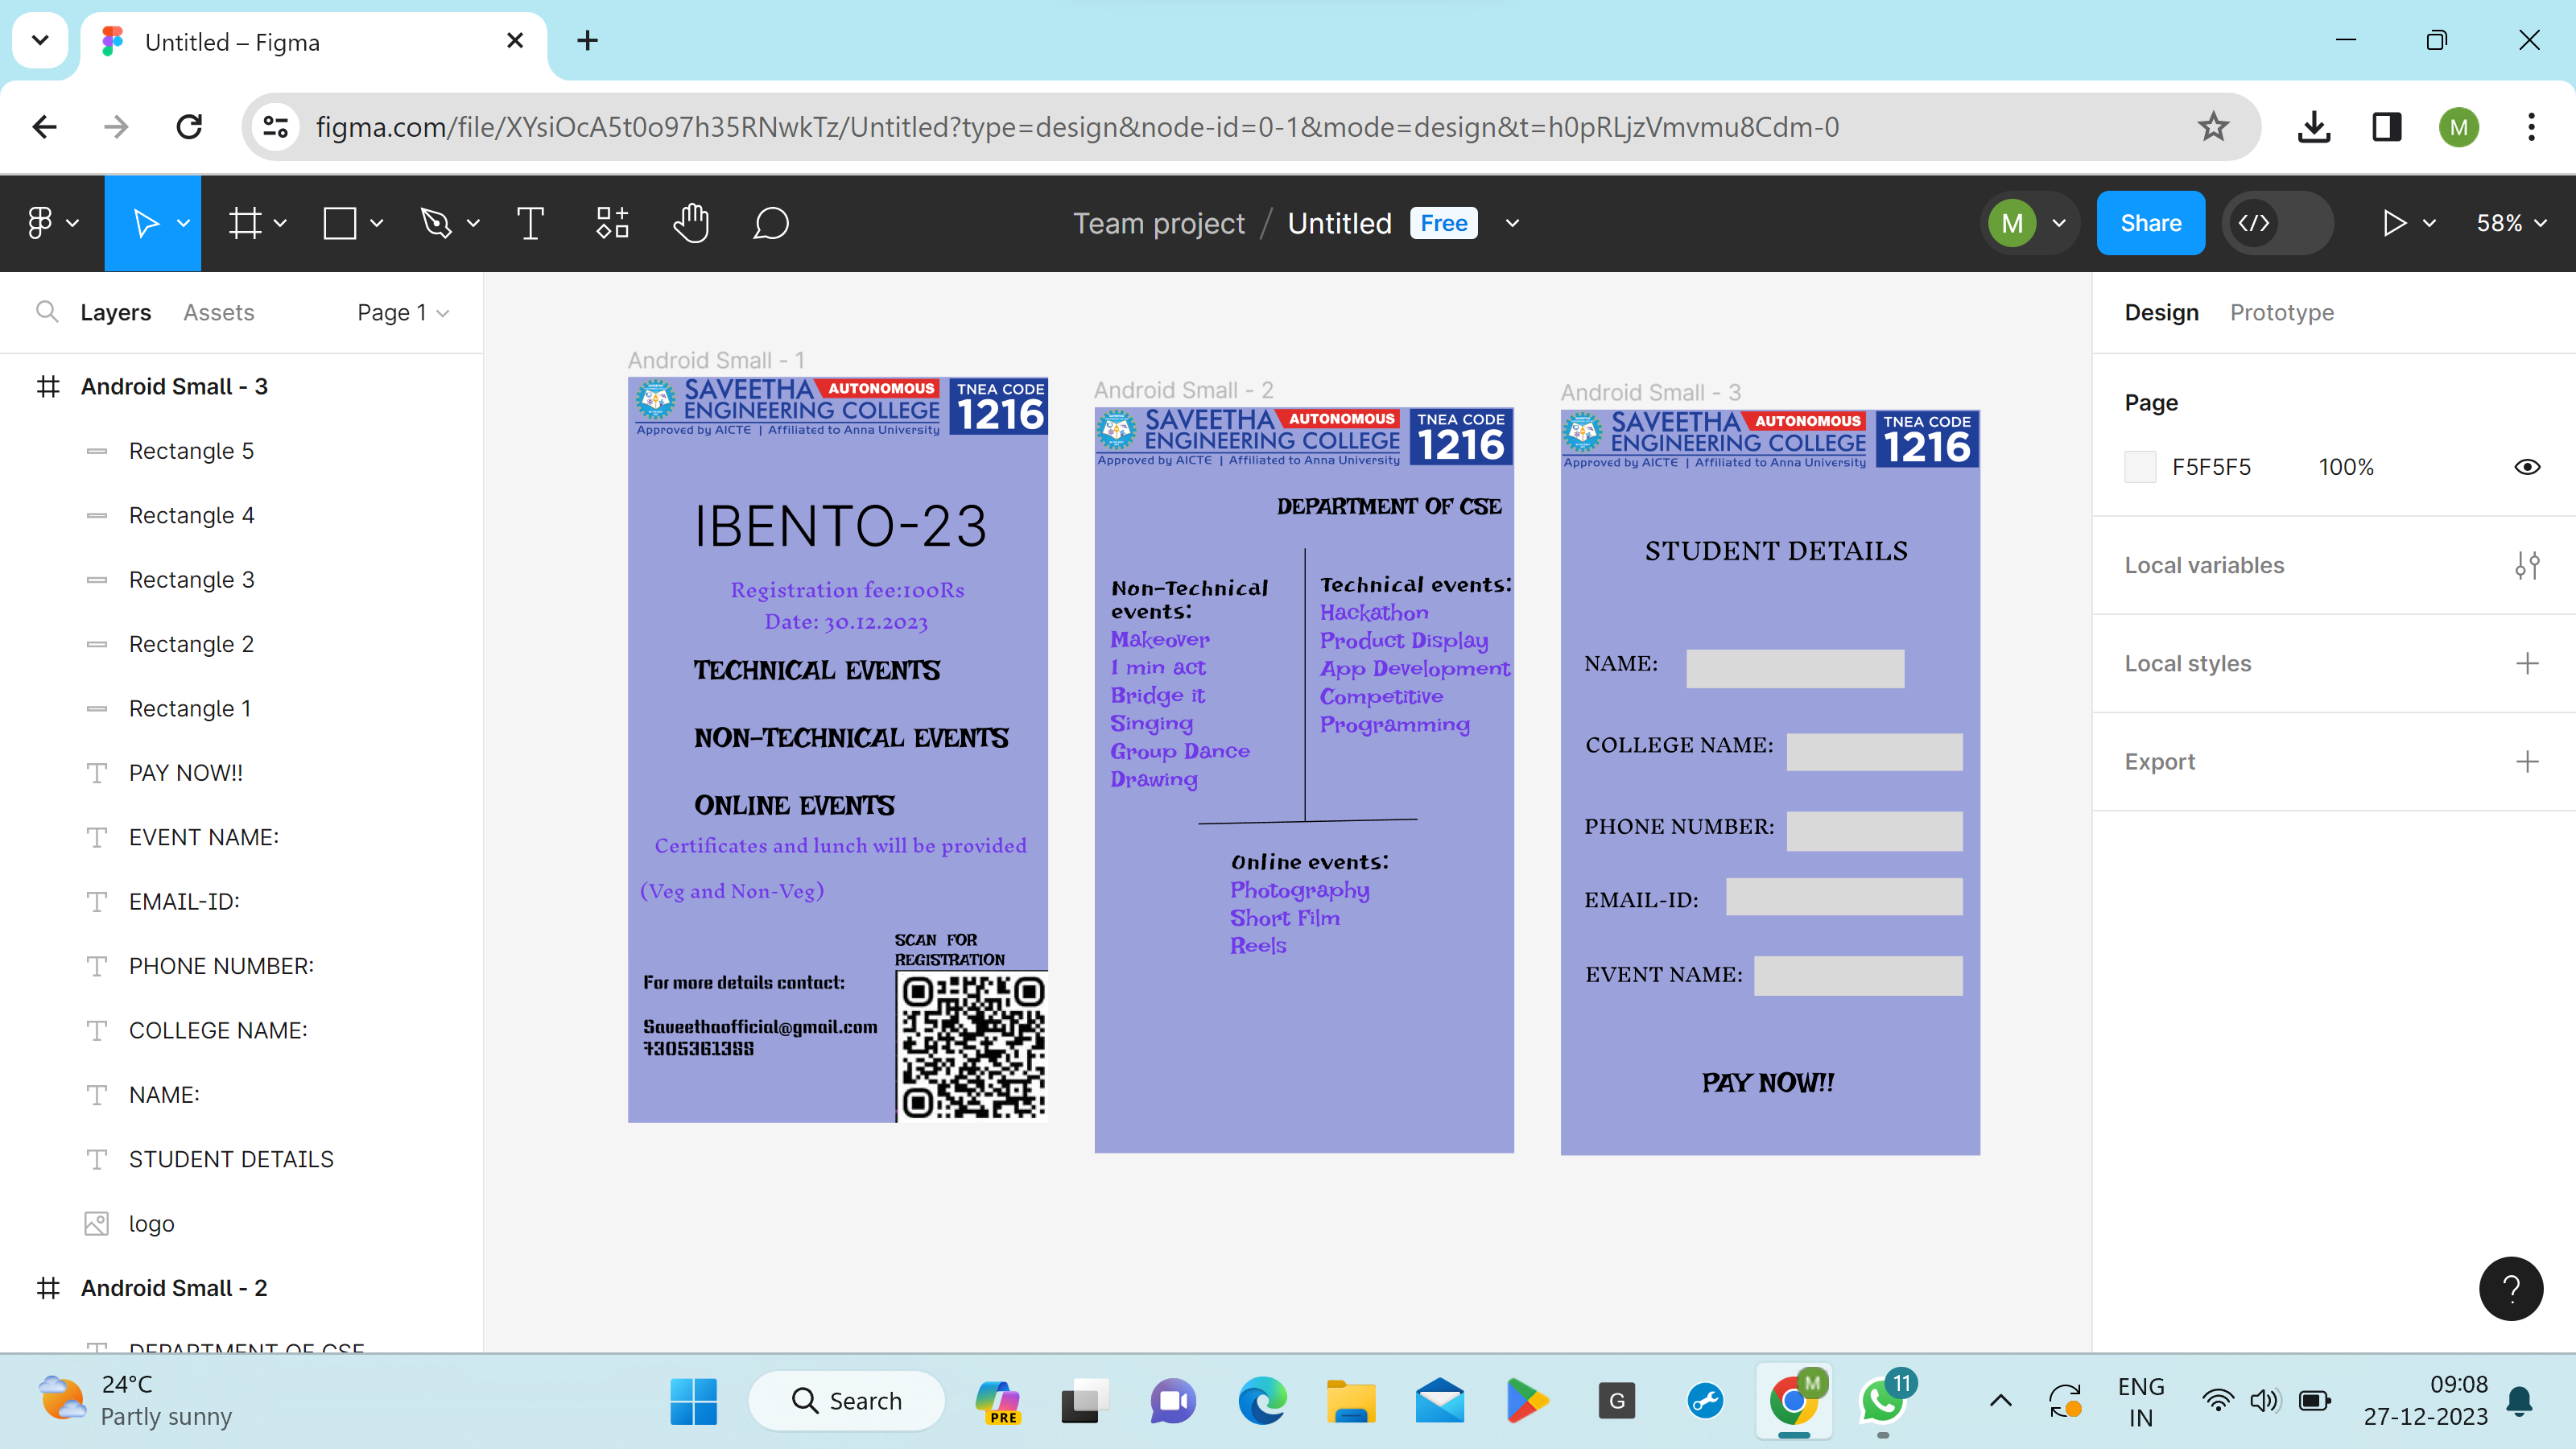 Untitled – Figma
figma.com/file/XYsiOcA5t0o97h35RNwkTz/Untitled?type=design&node-id=0-1&mode=design&t=h0pRLjzVmvmu8Cdm-0
M
Team project / Untitled Free
M
Share
58%
Layers
Assets
Page 1
Android Small - 3
Rectangle 5
Rectangle 4
Rectangle 3
Rectangle 2
Rectangle 1
PAY NOW!!
EVENT NAME:
EMAIL-ID:
PHONE NUMBER:
COLLEGE NAME:
NAME:
STUDENT DETAILS
logo
Android Small - 2
DEPARTMENT OF CSE
Android Small - 1
SAVEETHA AUTONOMOUS
ENGINEERING COLLEGE
Approved by AICTE | Affiliated to Anna University
TNEA CODE
1216
IBENTO-23
Registration fee:100Rs
Date: 30.12.2023
TECHNICAL EVENTS
NON-TECHNICAL EVENTS
ONLINE EVENTS
Certificates and lunch will be provided
(Veg and Non-Veg)
SCAN FOR
REGISTRATION
For more details contact:
Saveethaofficial@gmail.com
7305361388
Android Small - 2
SAVEETHA AUTONOMOUS
ENGINEERING COLLEGE
Approved by AICTE | Affiliated to Anna University
TNEA CODE
1216
DEPARTMENT OF CSE
Non-Technical
events:
Makeover
1 min act
Bridge it
Singing
Group Dance
Drawing
Technical events:
Hackathon
Product Display
App Development
Competitive
Programming
Online events:
Photography
Short Film
Reels
Android Small - 3
SAVEETHA AUTONOMOUS
ENGINEERING COLLEGE
Approved by AICTE | Affiliated to Anna University
TNEA CODE
1216
STUDENT DETAILS
NAME:
COLLEGE NAME:
PHONE NUMBER:
EMAIL-ID:
EVENT NAME:
PAY NOW!!
Design
Prototype
Page
F5F5F5
100%
Local variables
Local styles
Export
?
24°C
Partly sunny
Search
PRE
G
M
11
ENG
IN
09:08
27-12-2023